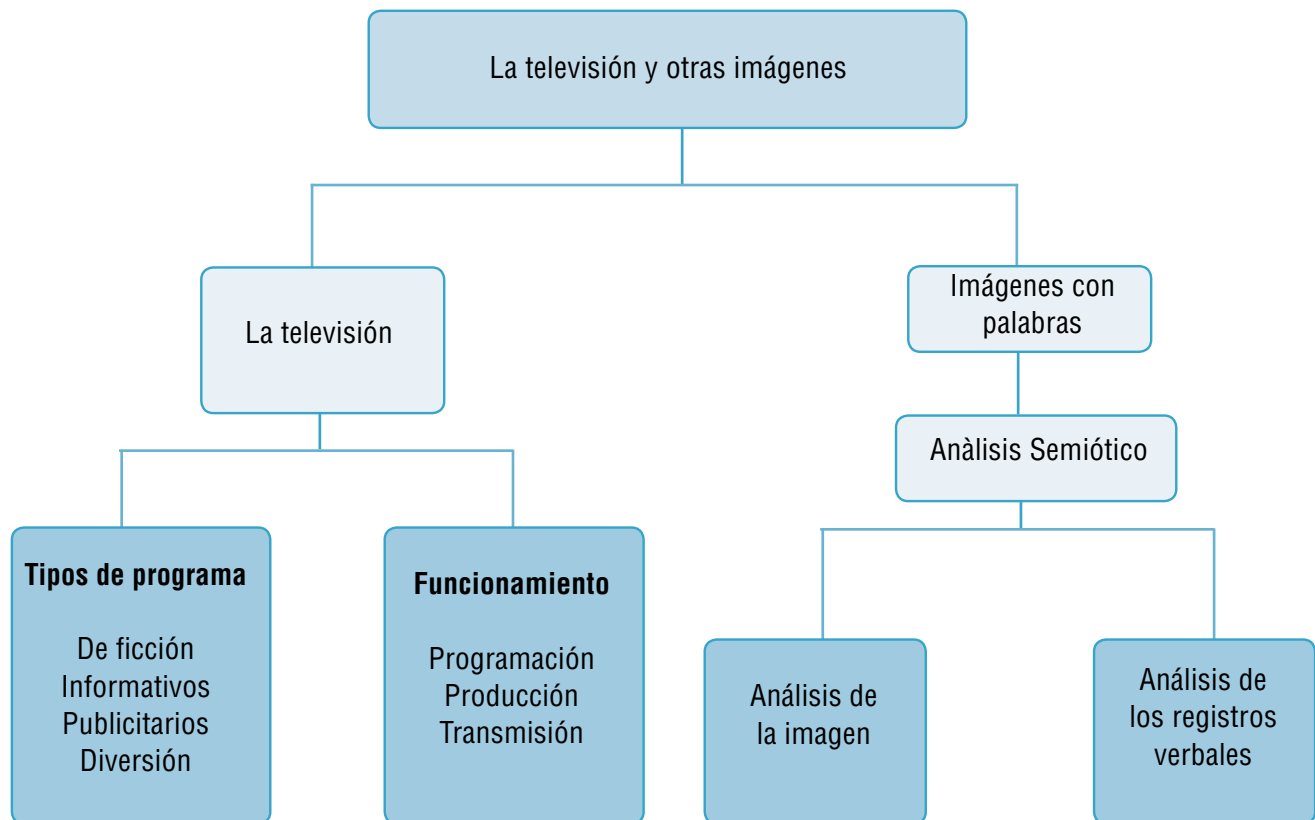 La televisión y otras imágenes
La televisión
Imágenes con
palabras
Anàlisis Semiótico
Tipos de programa
De ficción
Informativos
Publicitarios
Diversión
Funcionamiento
Programación
Producción
Transmisión
Análisis de
la imagen
Análisis de
los registros
verbales